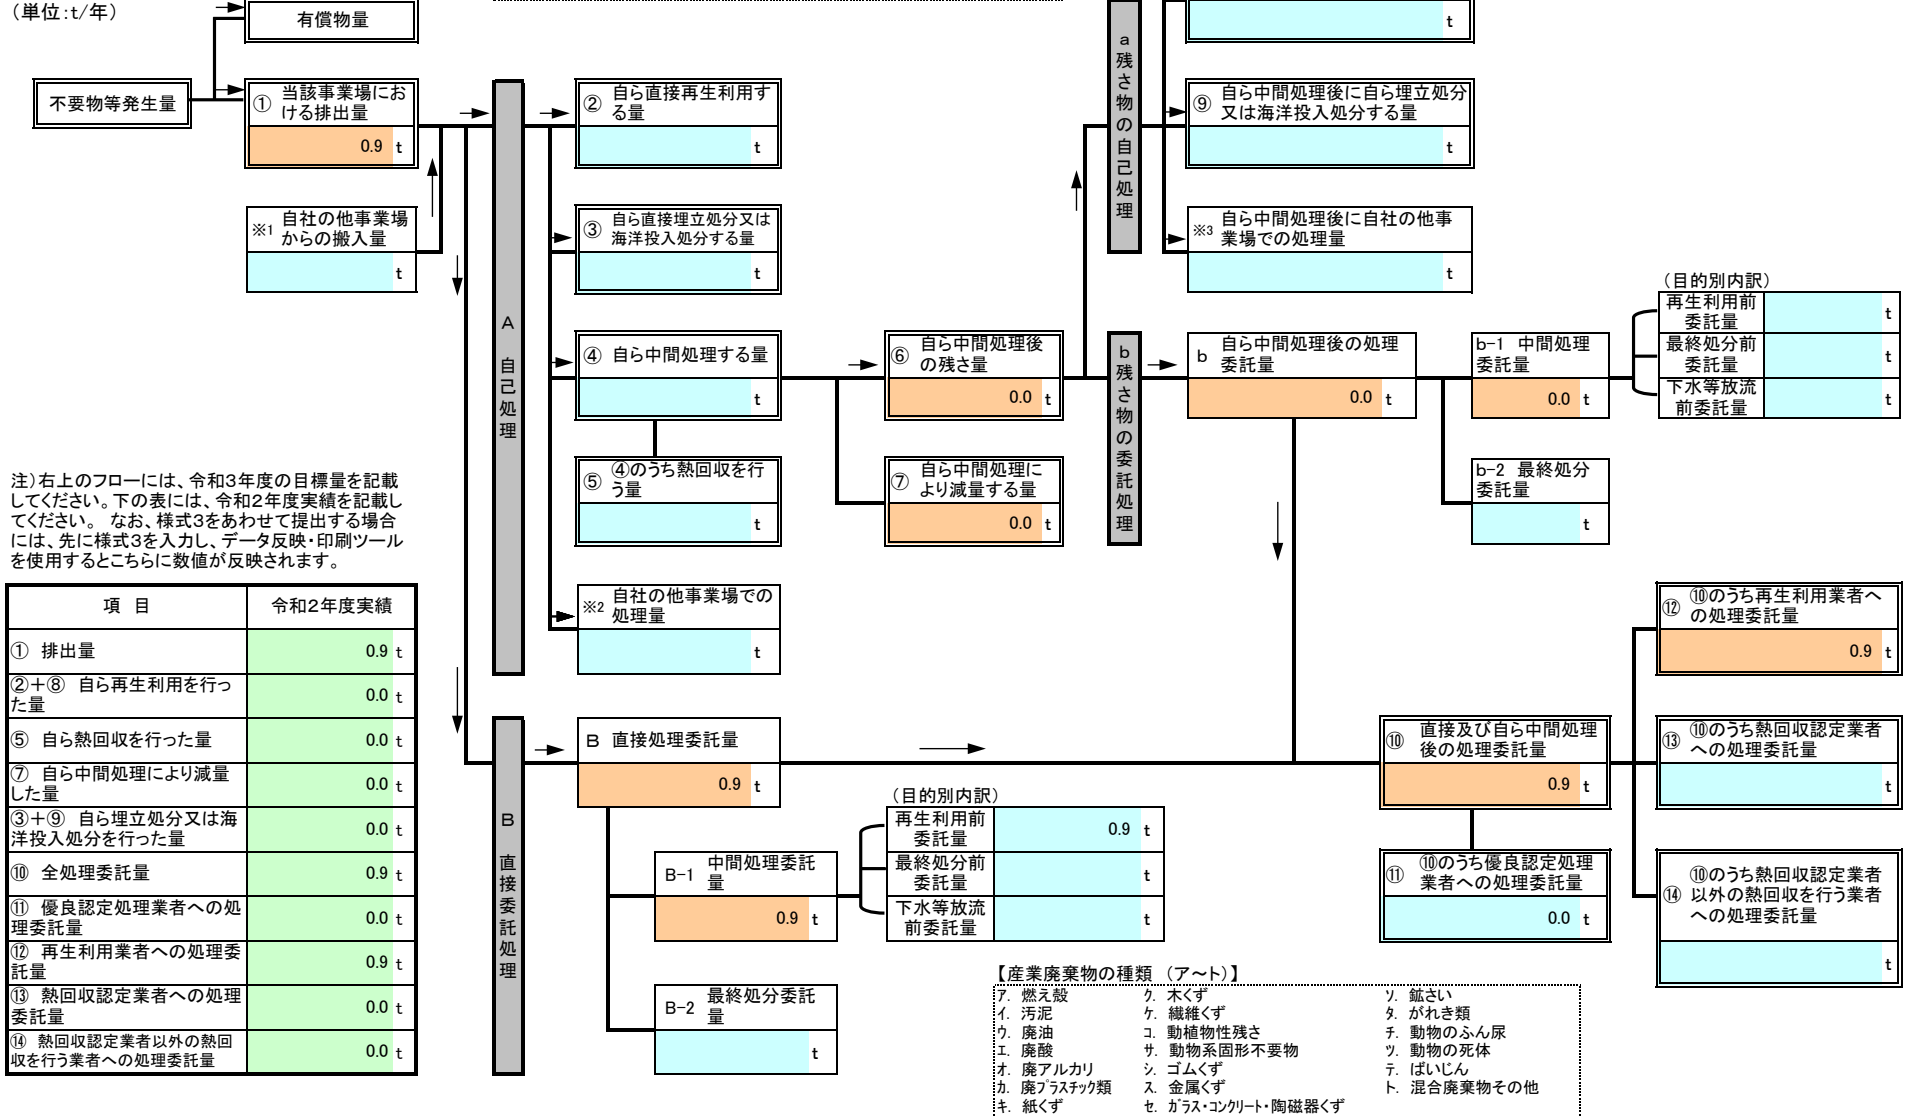 （単位:t/年）
有償物量
不要物等発生量
① 当該事業場にお
ける排出量
0.9 t
※1 自社の他事業場
からの搬入量
t
A 自己処理
② 自ら直接再生利用す
る量
t
③ 自ら直接埋立処分又は
海洋投入処分する量
t
④ 自ら中間処理する量
t
⑤ ④のうち熱回収を行
う量
t
※2 自社の他事業場での
処理量
t
⑥ 自ら中間処理後
の残さ量
0.0 t
⑦ 自ら中間処理に
より減量する量
0.0 t
a 残さ物の自己処理
t
⑨ 自ら中間処理後に自ら埋立処分
又は海洋投入処分する量
t
※3 自ら中間処理後に自社の他事
業場での処理量
t
b 残さ物の委託処理
b 自ら中間処理後の処理
委託量
0.0 t
b-1 中間処理
委託量
0.0 t
b-2 最終処分
委託量
t
（目的別内訳）
再生利用前
委託量
t
最終処分前
委託量
t
下水等放流
前委託量
t
注）右上のフローには、令和3年度の目標量を記載
してください。下の表には、令和2年度実績を記載し
てください。 なお、様式3をあわせて提出する場合
には、先に様式3を入力し、データ反映・印刷ツール
を使用するとこちらに数値が反映されます。
項 目 令和2年度実績
① 排出量 0.9 t
②＋⑧ 自ら再生利用を行っ
た量 0.0 t
⑤ 自ら熱回収を行った量 0.0 t
⑦ 自ら中間処理により減量
した量 0.0 t
③＋⑨ 自ら埋立処分又は海
洋投入処分を行った量 0.0 t
⑩ 全処理委託量 0.9 t
⑪ 優良認定処理業者への処
理委託量 0.0 t
⑫ 再生利用業者への処理委
託量 0.9 t
⑬ 熱回収認定業者への処理
委託量 0.0 t
⑭ 熱回収認定業者以外の熱回
収を行う業者への処理委託量 0.0 t
B 直接委託処理
B 直接処理委託量
0.9 t
B-1 中間処理委託
量
0.9 t
B-2 最終処分委託
量
t
（目的別内訳）
再生利用前
委託量
0.9 t
最終処分前
委託量
t
下水等放流
前委託量
t
⑩ 直接及び自ら中間処理
後の処理委託量
0.9 t
⑪ ⑩のうち優良認定処理
業者への処理委託量
0.0 t
⑫ ⑩のうち再生利用業者へ
の処理委託量
0.9 t
⑬ ⑩のうち熱回収認定業者
への処理委託量
t
⑭ ⑩のうち熱回収認定業者
以外の熱回収を行う業者
への処理委託量
t
【産業廃棄物の種類 （ア～ト）】
ア. 燃え殻 ク. 木くず ソ. 鉱さい
イ. 汚泥 ケ. 繊維くず タ. がれき類
ウ. 廃油 コ. 動植物性残さ チ. 動物のふん尿
エ. 廃酸 サ. 動物系固形不要物 ツ. 動物の死体
オ. 廃アルカリ シ. ゴムくず テ. ばいじん
カ. 廃プラスチック類 ス. 金属くず ト. 混合廃棄物その他
キ. 紙くず セ. ガラス・コンクリート・陶磁器くず